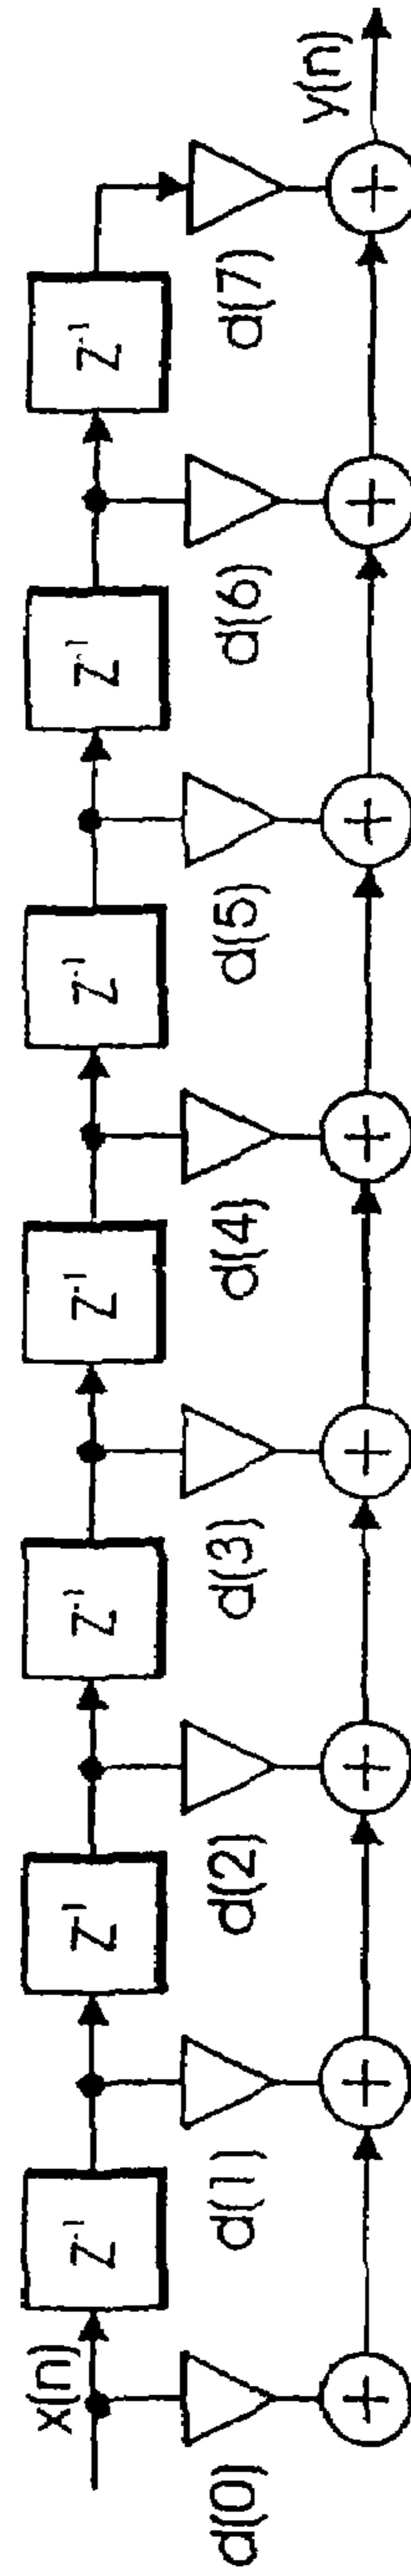 x(n)
Z⁻¹ Z⁻¹ Z⁻¹ Z⁻¹ Z⁻¹ Z⁻¹ Z⁻¹
d(0) d(1) d(2) d(3) d(4) d(5) d(6) d(7)
+ + + + + + + +
y(n)